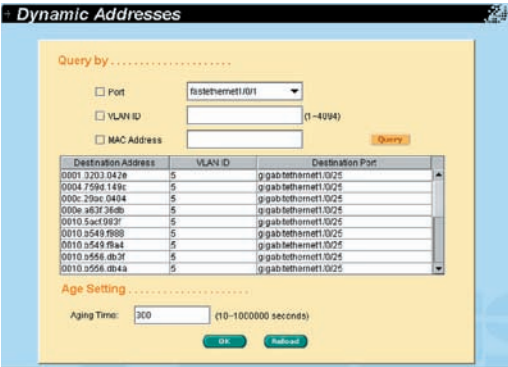 Dynamic Addresses
Query by . . . . . . . . . . . . . . . . . . . . .
Port fastethernet1/0/1
VLAN ID (1~4094)
MAC Address Query
Destination Address VLAN ID Destination Port
0001.0203.042e 5 gigabitethernet1/0/25
0004.759d.149c 5 gigabitethernet1/0/25
000c.29ac.0404 5 gigabitethernet1/0/25
000e.a63f.36db 5 gigabitethernet1/0/25
0010.5acf.983f 5 gigabitethernet1/0/25
0010.b549.f988 5 gigabitethernet1/0/25
0010.b549.f9a4 5 gigabitethernet1/0/25
0010.b556.db3f 5 gigabitethernet1/0/25
0010.b556.db4a 5 gigabitethernet1/0/25
Age Setting . . . . . . . . . . . . . . . . . . . . .
Aging Time: 300 (10~1000000 seconds)
OK Reload